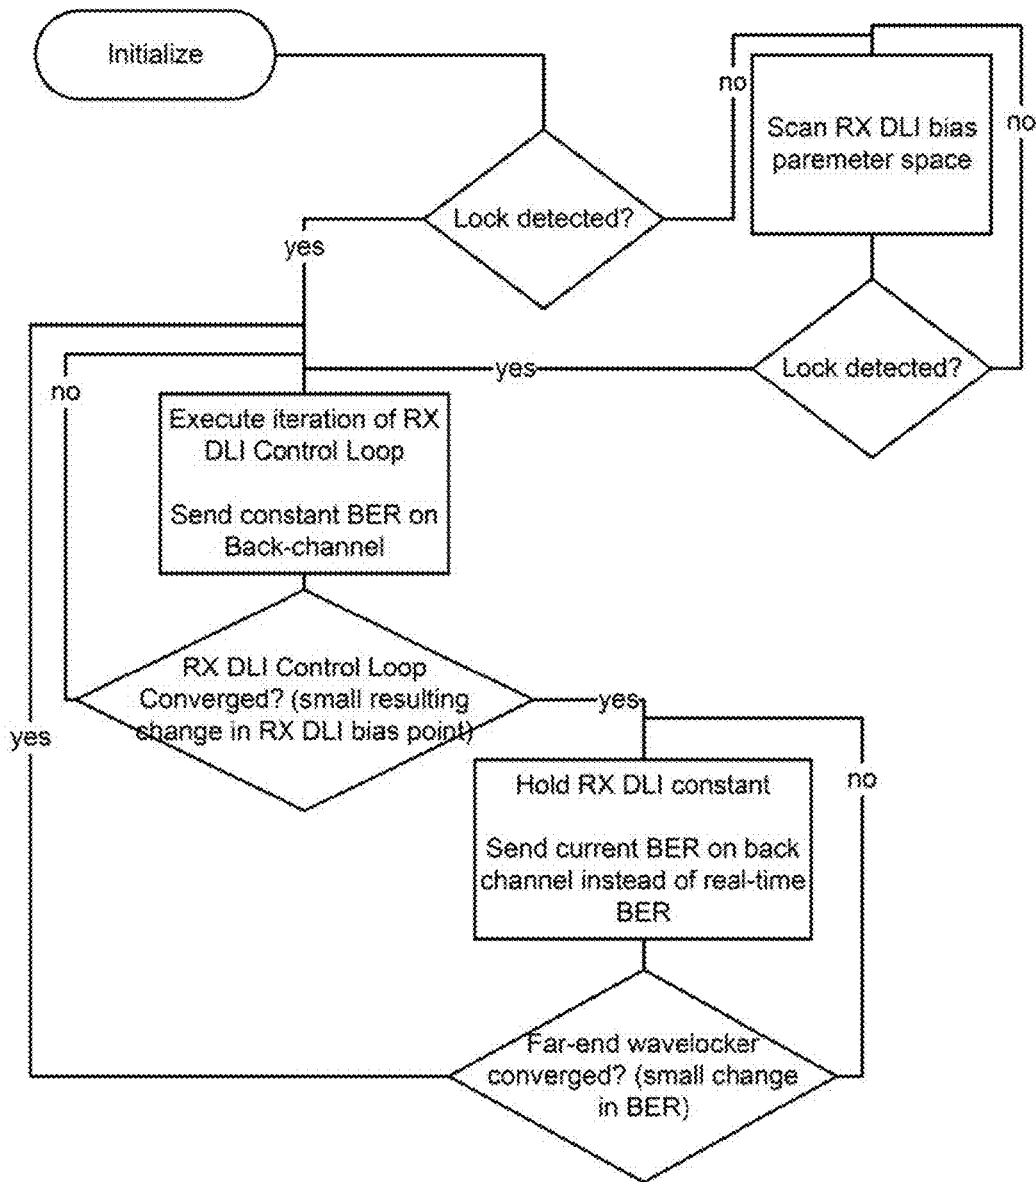 Initialize
no
Scan RX DLI bias
paremeter space
no
Lock detected?
yes
Lock detected?
yes
no
Execute iteration of RX
DLI Control Loop
Send constant BER on
Back-channel
RX DLI Control Loop
Converged? (small resulting
change in RX DLI bias point)
yes
yes
no
Hold RX DLI constant
Send current BER on back
channel instead of real-time
BER
Far-end wavelocker
converged? (small change
in BER)